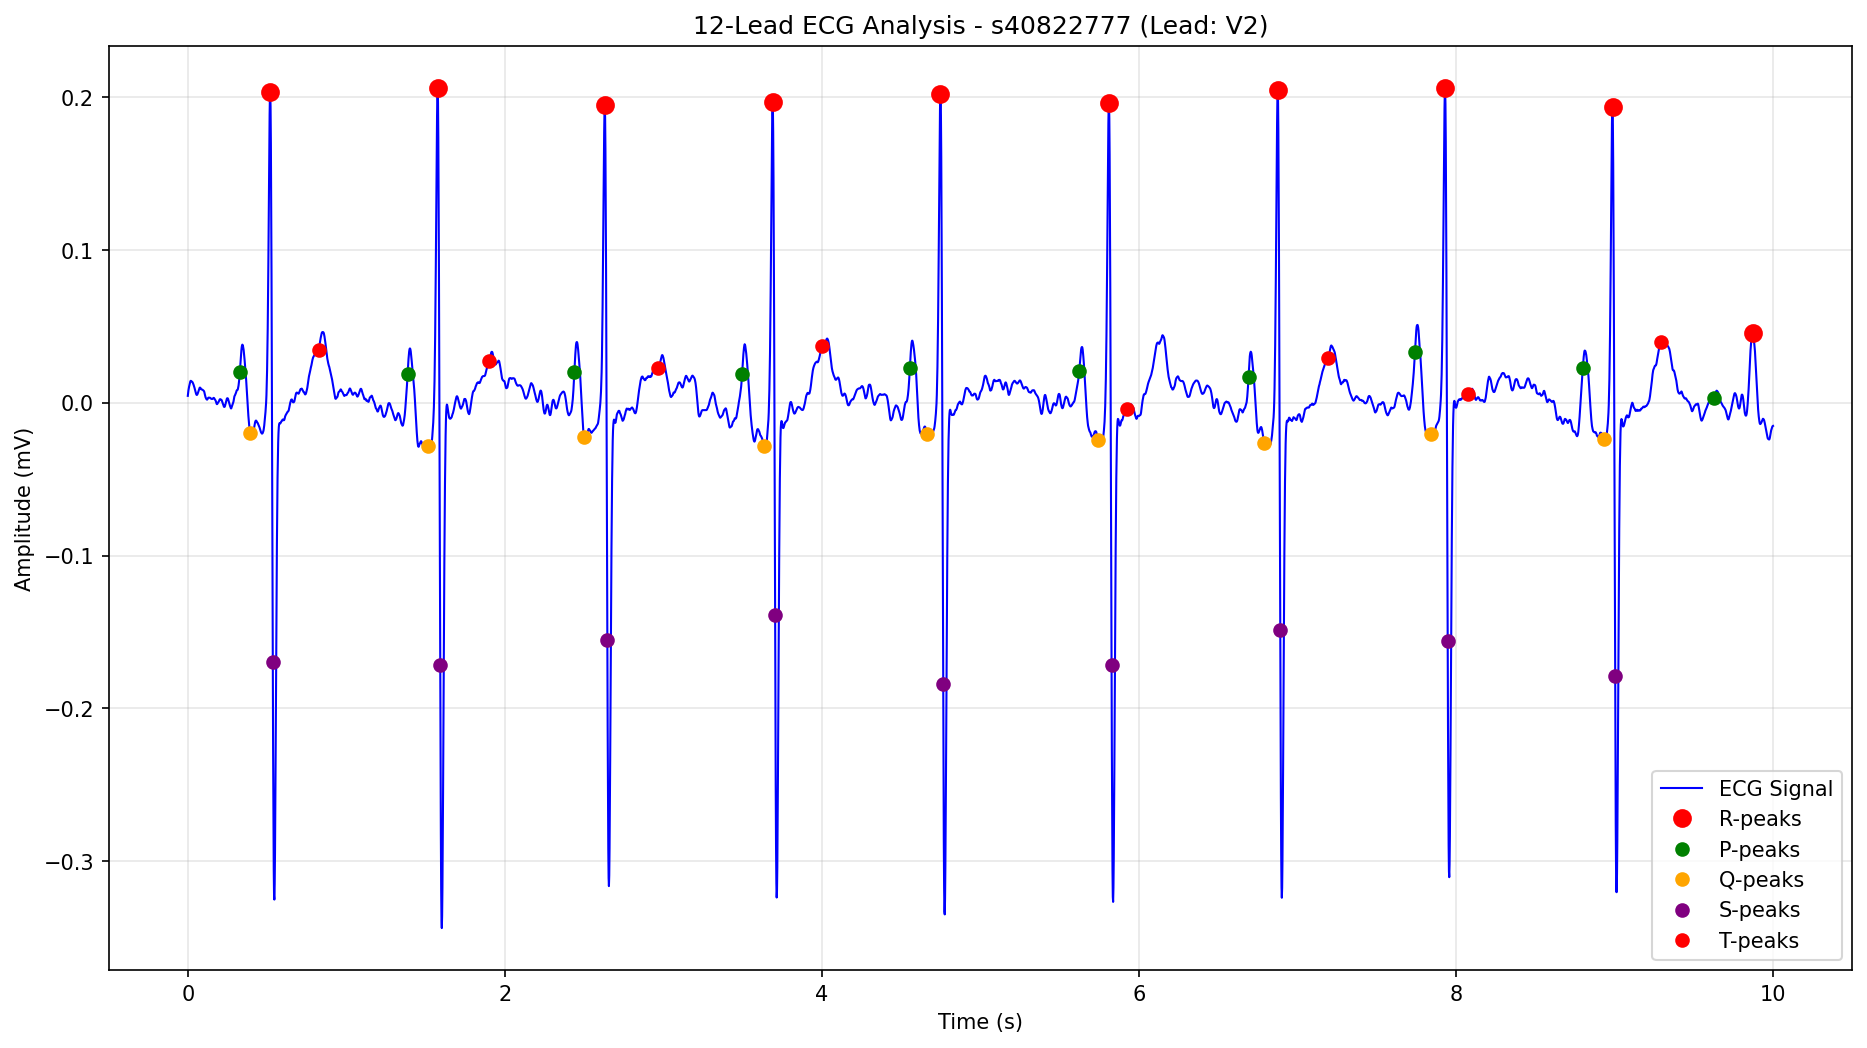 12-Lead ECG Analysis - s40822777 (Lead: V2)
0.2
0.1
0.0
−0.1
−0.2
−0.3
Amplitude (mV)
0
2
4
6
8
10
Time (s)
ECG Signal
R-peaks
P-peaks
Q-peaks
S-peaks
T-peaks